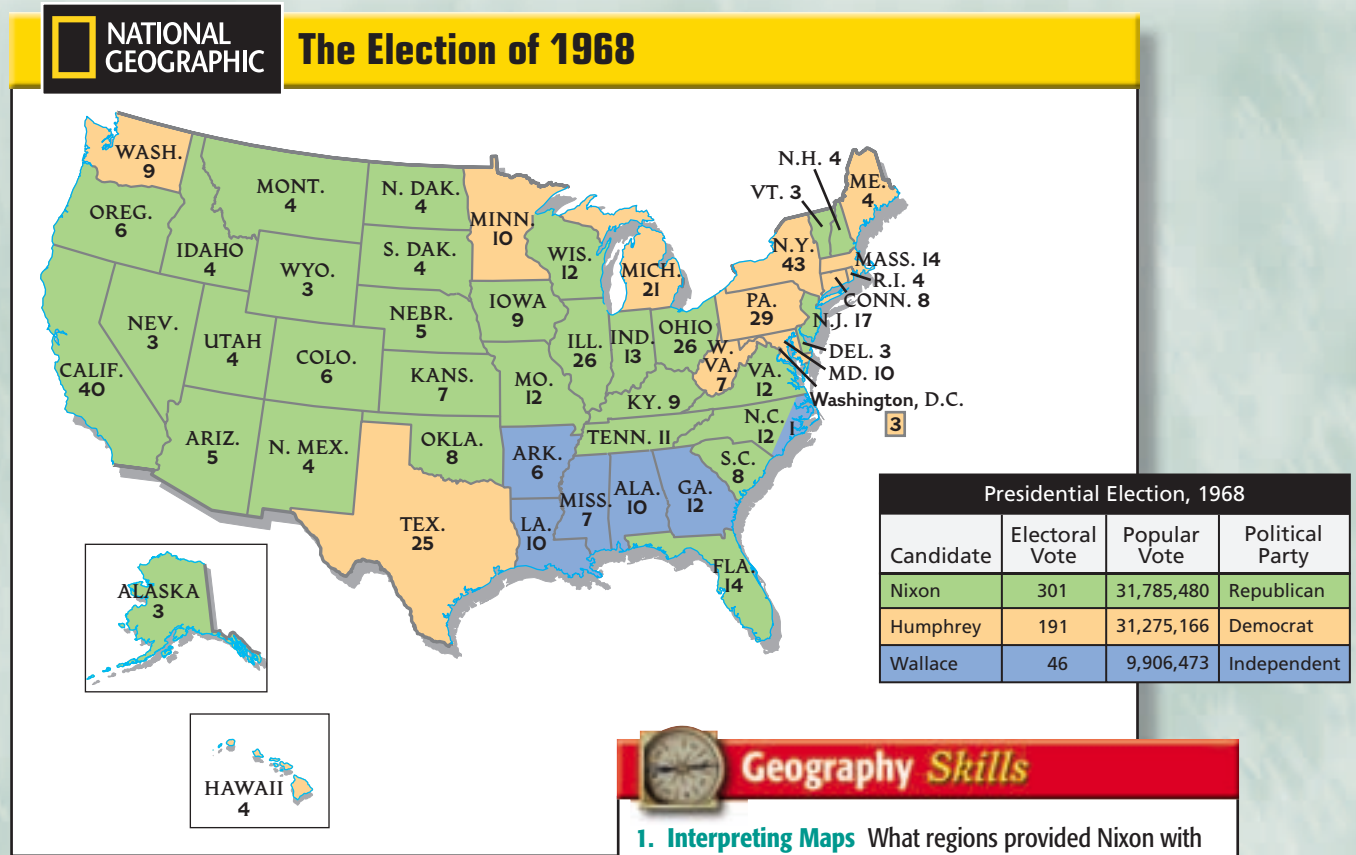 NATIONAL
GEOGRAPHIC
The Election of 1968
WASH.
9
OREG.
6
CALIF.
40
NEV.
3
IDAHO
4
MONT.
4
WYO.
3
UTAH
4
COLO.
6
ARIZ.
5
N. MEX.
4
N. DAK.
4
S. DAK.
4
NEBR.
5
KANS.
7
OKLA.
8
TEX.
25
MINN.
10
IOWA
9
MO.
12
ARK.
6
LA.
10
WIS.
12
ILL.
26
MICH.
21
IND.
13
OHIO
26
KY. 9
TENN. 11
MISS.
7
ALA.
10
GA.
12
FLA.
14
S.C.
8
N.C.
12
1
VA.
12
W.
VA.
7
PA.
29
N.Y.
43
VT. 3
N.H. 4
ME.
4
MASS. 14
R.I. 4
CONN. 8
N.J. 17
DEL. 3
MD. 10
Washington, D.C.
3
ALASKA
3
HAWAII
4
Presidential Election, 1968
Candidate Electoral Vote Popular Vote Political Party
Nixon 301 31,785,480 Republican
Humphrey 191 31,275,166 Democrat
Wallace 46 9,906,473 Independent
Geography Skills
1. Interpreting Maps What regions provided Nixon with